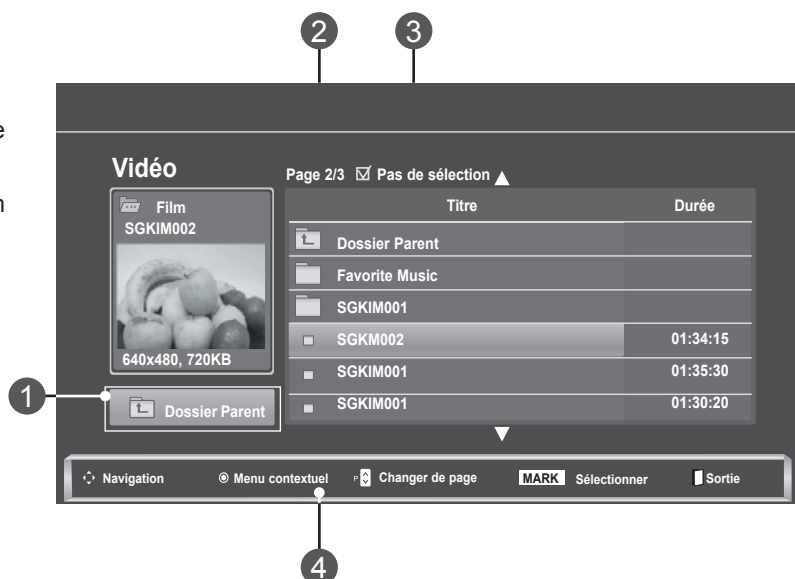 2 3
e
n
Vidéo
Page 2/3 ☑ Pas de sélection
Film
SGKIM002
640x480, 720KB
1
Dossier Parent
Titre Durée
Dossier Parent
Favorite Music
SGKIM001
SGKM002 01:34:15
SGKIM001 01:35:30
SGKIM001 01:30:20
Navigation Menu contextuel P Changer de page MARK Sélectionner Sortie
4